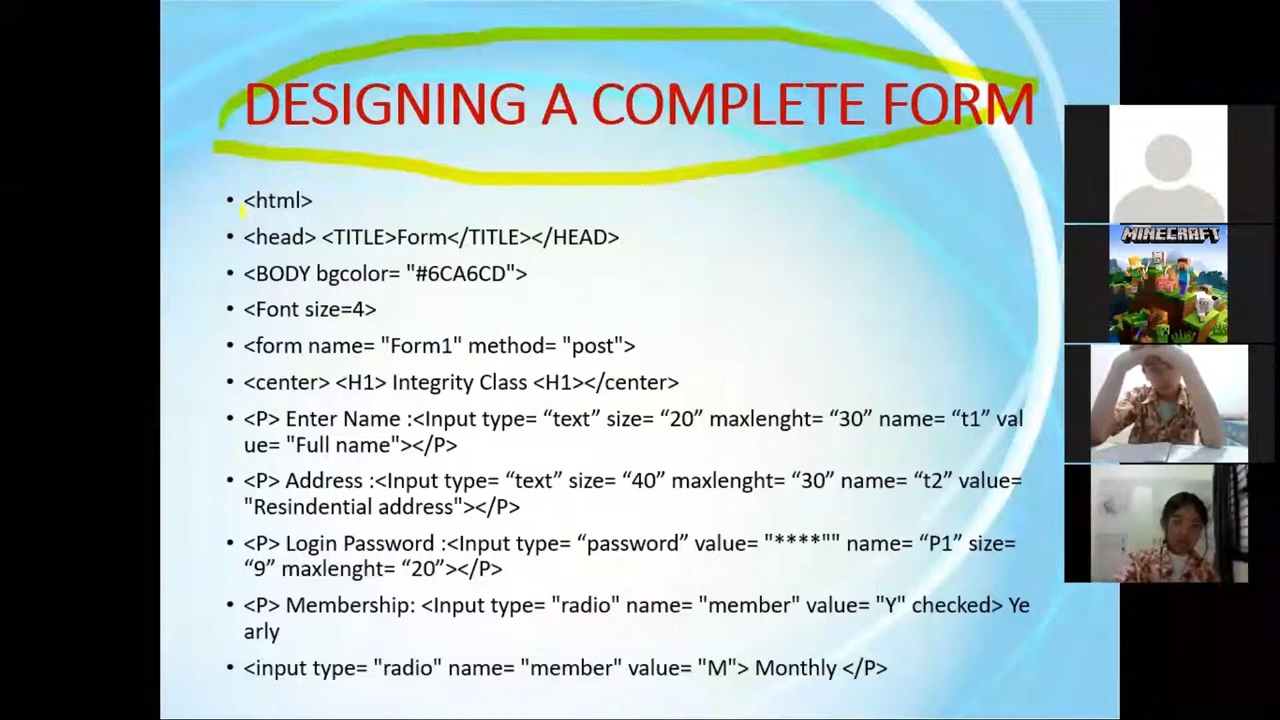 DESIGNING A COMPLETE FORM
• <html>
• <head> <TITLE>Form</TITLE></HEAD>
• <BODY bgcolor= "#6CA6CD">
• <Font size=4>
• <form name= "Form1" method= "post">
• <center> <H1> Integrity Class <H1></center>
• <P> Enter Name :<Input type= “text” size= “20” maxlenght= “30” name= “t1” val
ue= "Full name"></P>
• <P> Address :<Input type= “text” size= “40” maxlenght= “30” name= “t2” value=
"Resindential address"></P>
• <P> Login Password :<Input type= “password” value= "****"" name= “P1” size=
“9” maxlenght= “20”></P>
• <P> Membership: <Input type= "radio" name= "member" value= "Y" checked> Ye
arly
• <input type= "radio" name= "member" value= "M"> Monthly </P>
MINECRAFT